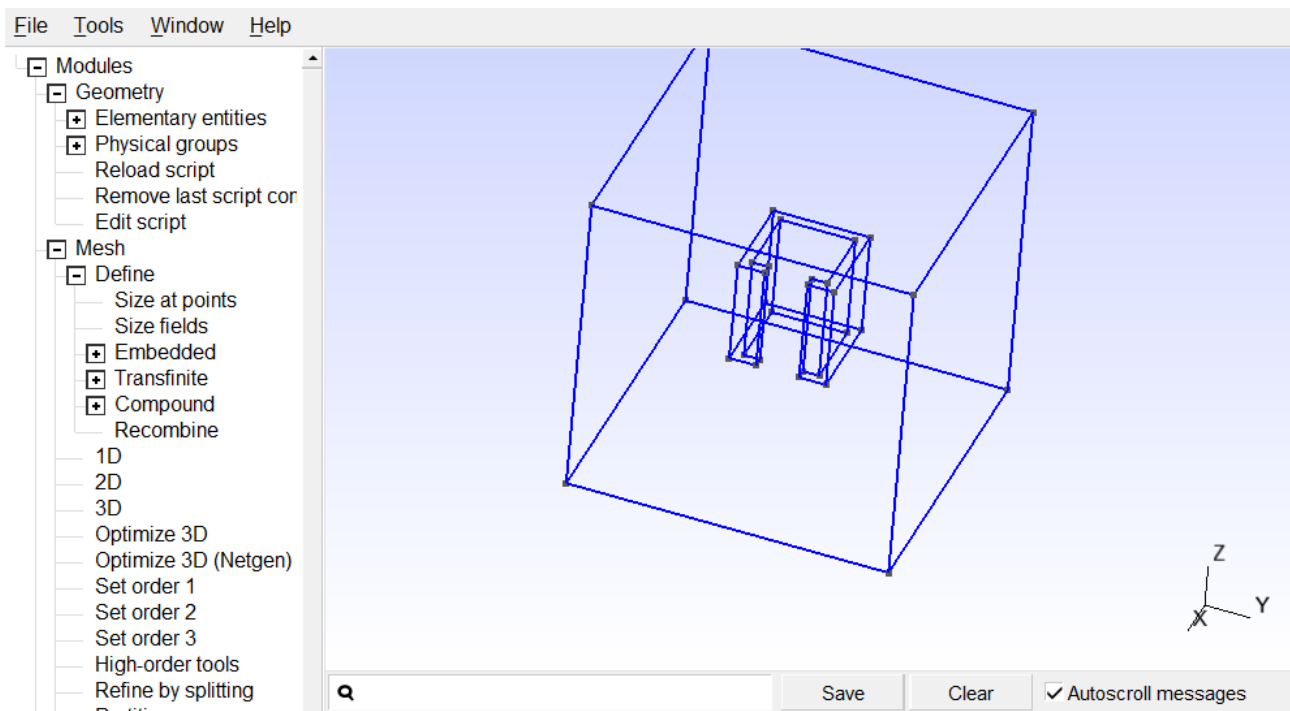 File Tools Window Help
Modules
Geometry
Elementary entities
Physical groups
Reload script
Remove last script con
Edit script
Mesh
Define
Size at points
Size fields
Embedded
Transfinite
Compound
Recombine
1D
2D
3D
Optimize 3D
Optimize 3D (Netgen)
Set order 1
Set order 2
Set order 3
High-order tools
Refine by splitting
Z
Y
X
Save Clear Autoscroll messages